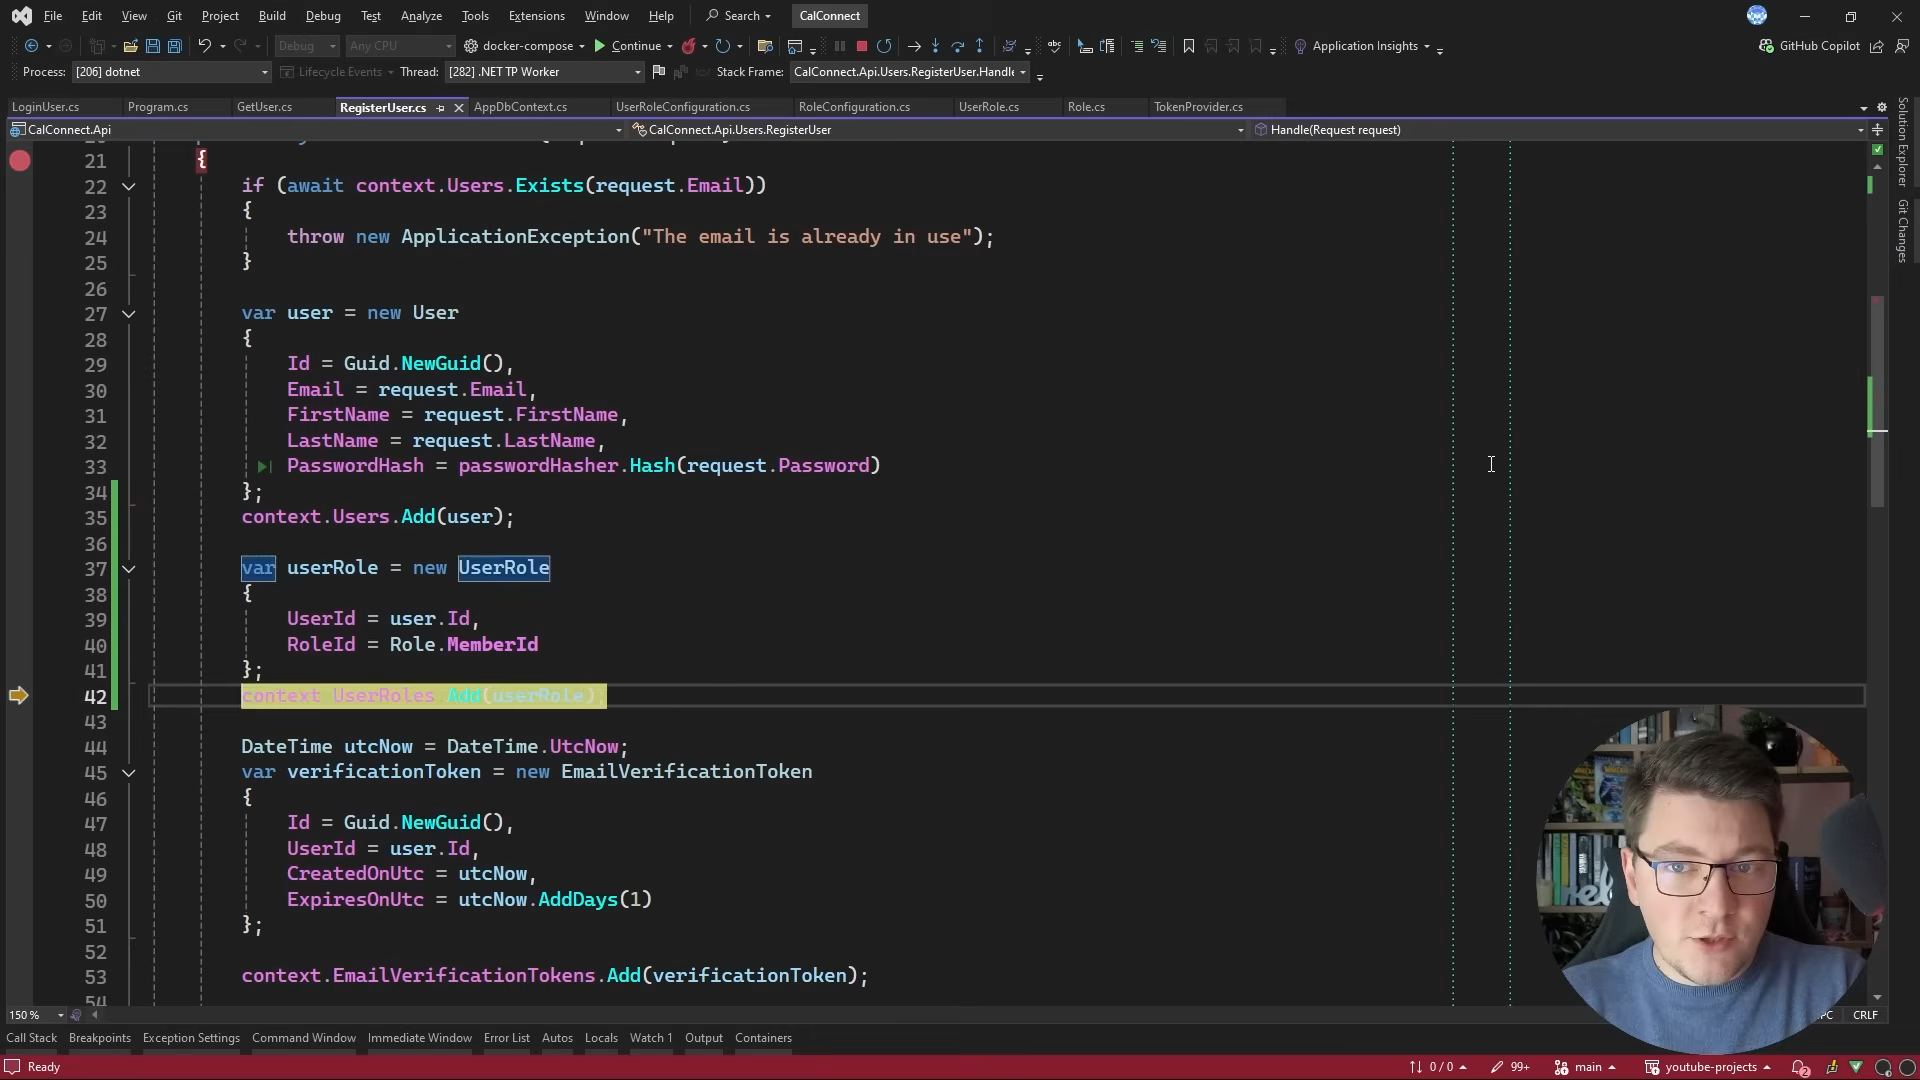 File Edit View Git Project Build Debug Test Analyze Tools Extensions Window Help Search CalConnect
Debug Any CPU docker-compose Continue Application Insights GitHub Copilot
Process: [206] dotnet Lifecycle Events Thread: [282] .NET TP Worker Stack Frame: CalConnect.Api.Users.RegisterUser.Handle
LoginUser.cs Program.cs GetUser.cs RegisterUser.cs AppDbContext.cs UserRoleConfiguration.cs RoleConfiguration.cs UserRole.cs Role.cs TokenProvider.cs
CalConnect.Api CalConnect.Api.Users.RegisterUser Handle(Request request)
Solution Explorer
Git Changes
21 {
22 if (await context.Users.Exists(request.Email))
23 {
24 throw new ApplicationException("The email is already in use");
25 }
26
27 var user = new User
28 {
29 Id = Guid.NewGuid(),
30 Email = request.Email,
31 FirstName = request.FirstName,
32 LastName = request.LastName,
33 PasswordHash = passwordHasher.Hash(request.Password)
34 };
35 context.Users.Add(user);
36
37 var userRole = new UserRole
38 {
39 UserId = user.Id,
40 RoleId = Role.MemberId
41 };
42 context.UserRoles.Add(userRole);
43
44 DateTime utcNow = DateTime.UtcNow;
45 var verificationToken = new EmailVerificationToken
46 {
47 Id = Guid.NewGuid(),
48 UserId = user.Id,
49 CreatedOnUtc = utcNow,
50 ExpiresOnUtc = utcNow.AddDays(1)
51 };
52
53 context.EmailVerificationTokens.Add(verificationToken);
54
150 % CRLF
Call Stack Breakpoints Exception Settings Command Window Immediate Window Error List Autos Locals Watch 1 Output Containers
Ready 0 / 0 99+ main youtube-projects 2